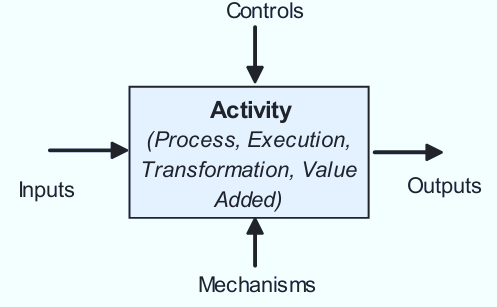 Controls
Activity
(Process, Execution,
Transformation, Value
Added)
Inputs
Outputs
Mechanisms